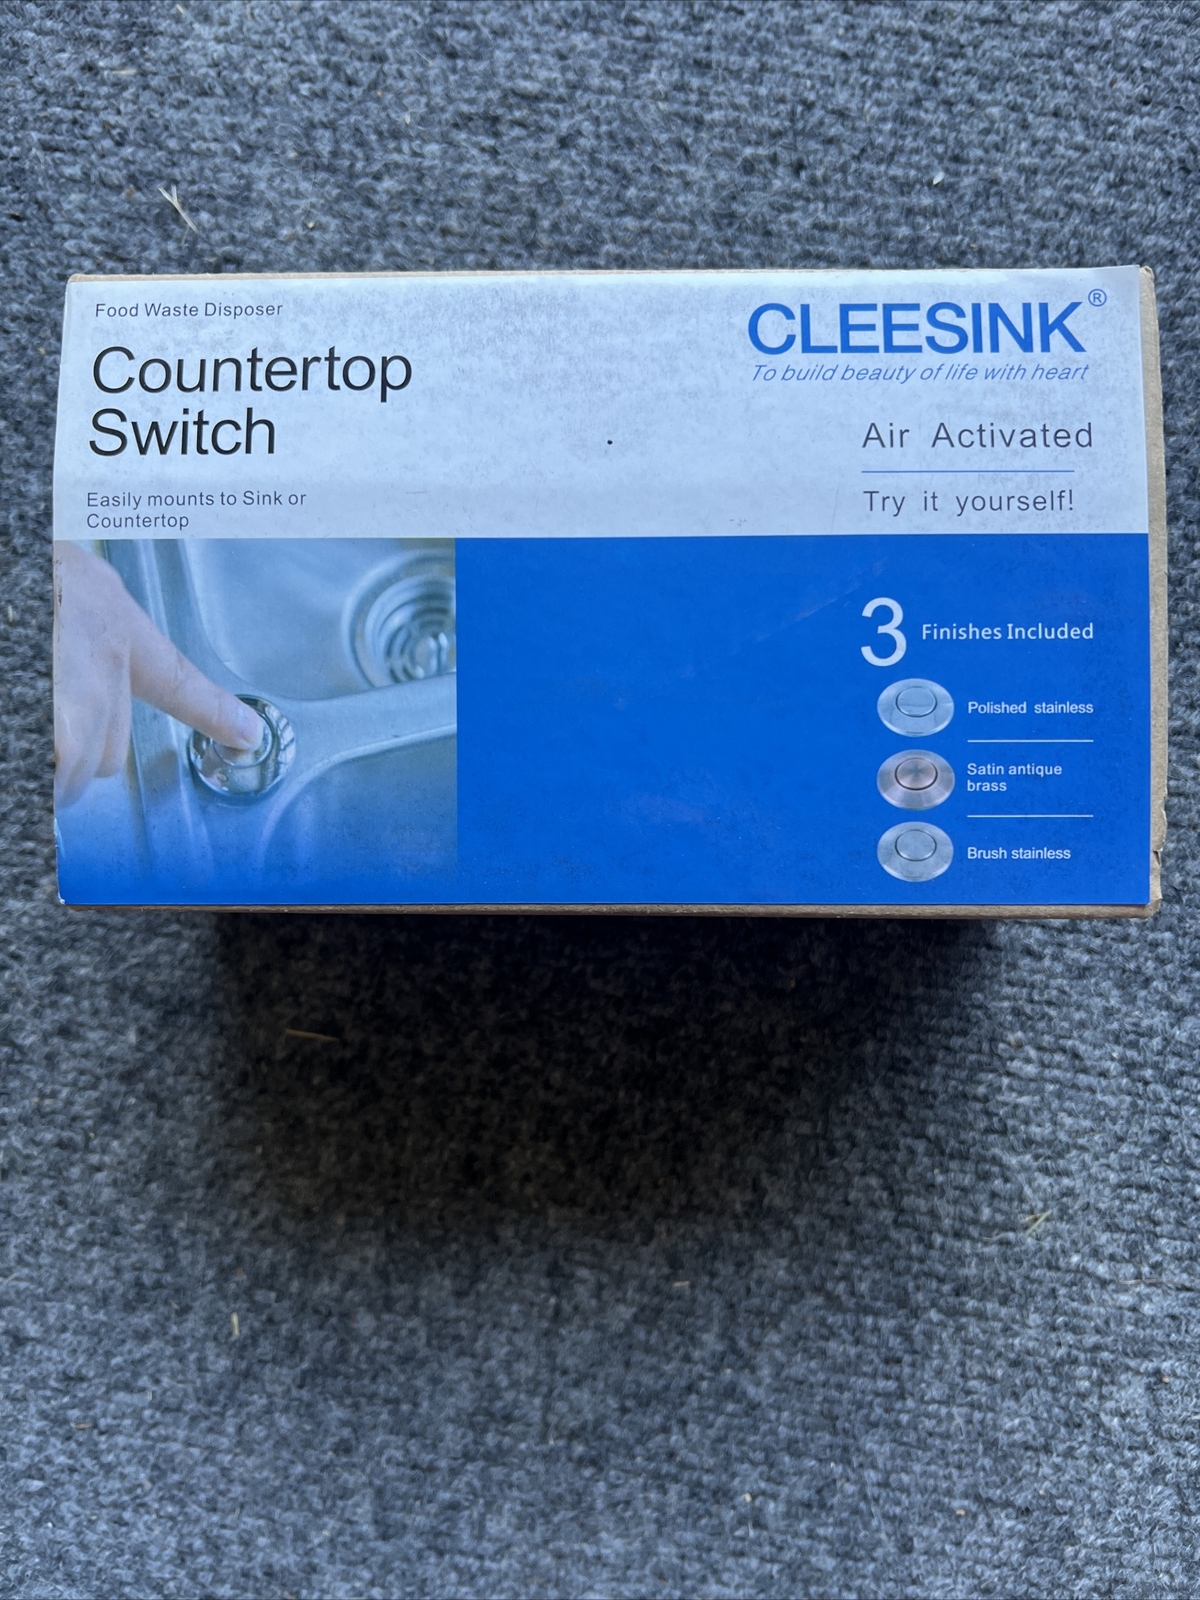 Food Waste Disposer
Countertop
Switch
Easily mounts to Sink or
Countertop
CLEESINK®
To build beauty of life with heart
Air Activated
Try it yourself!
3 Finishes Included
Polished stainless
Satin antique
brass
Brush stainless